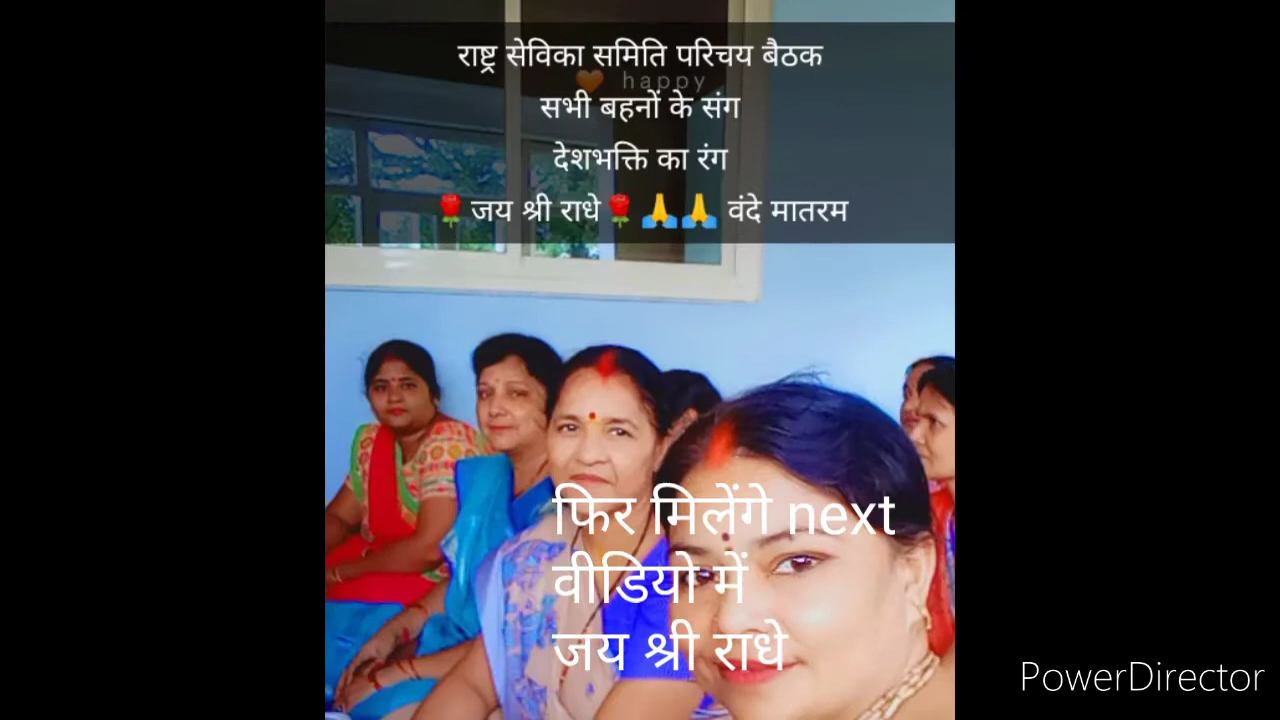 राष्ट्र सेविका समिति परिचय बैठक
🧡 happy
सभी बहनों के संग
देशभक्ति का रंग
🌹जय श्री राधे🌹🙏🙏 वंदे मातरम
फिर मिलेंगे next
वीडियो में
जय श्री राधे
PowerDirector